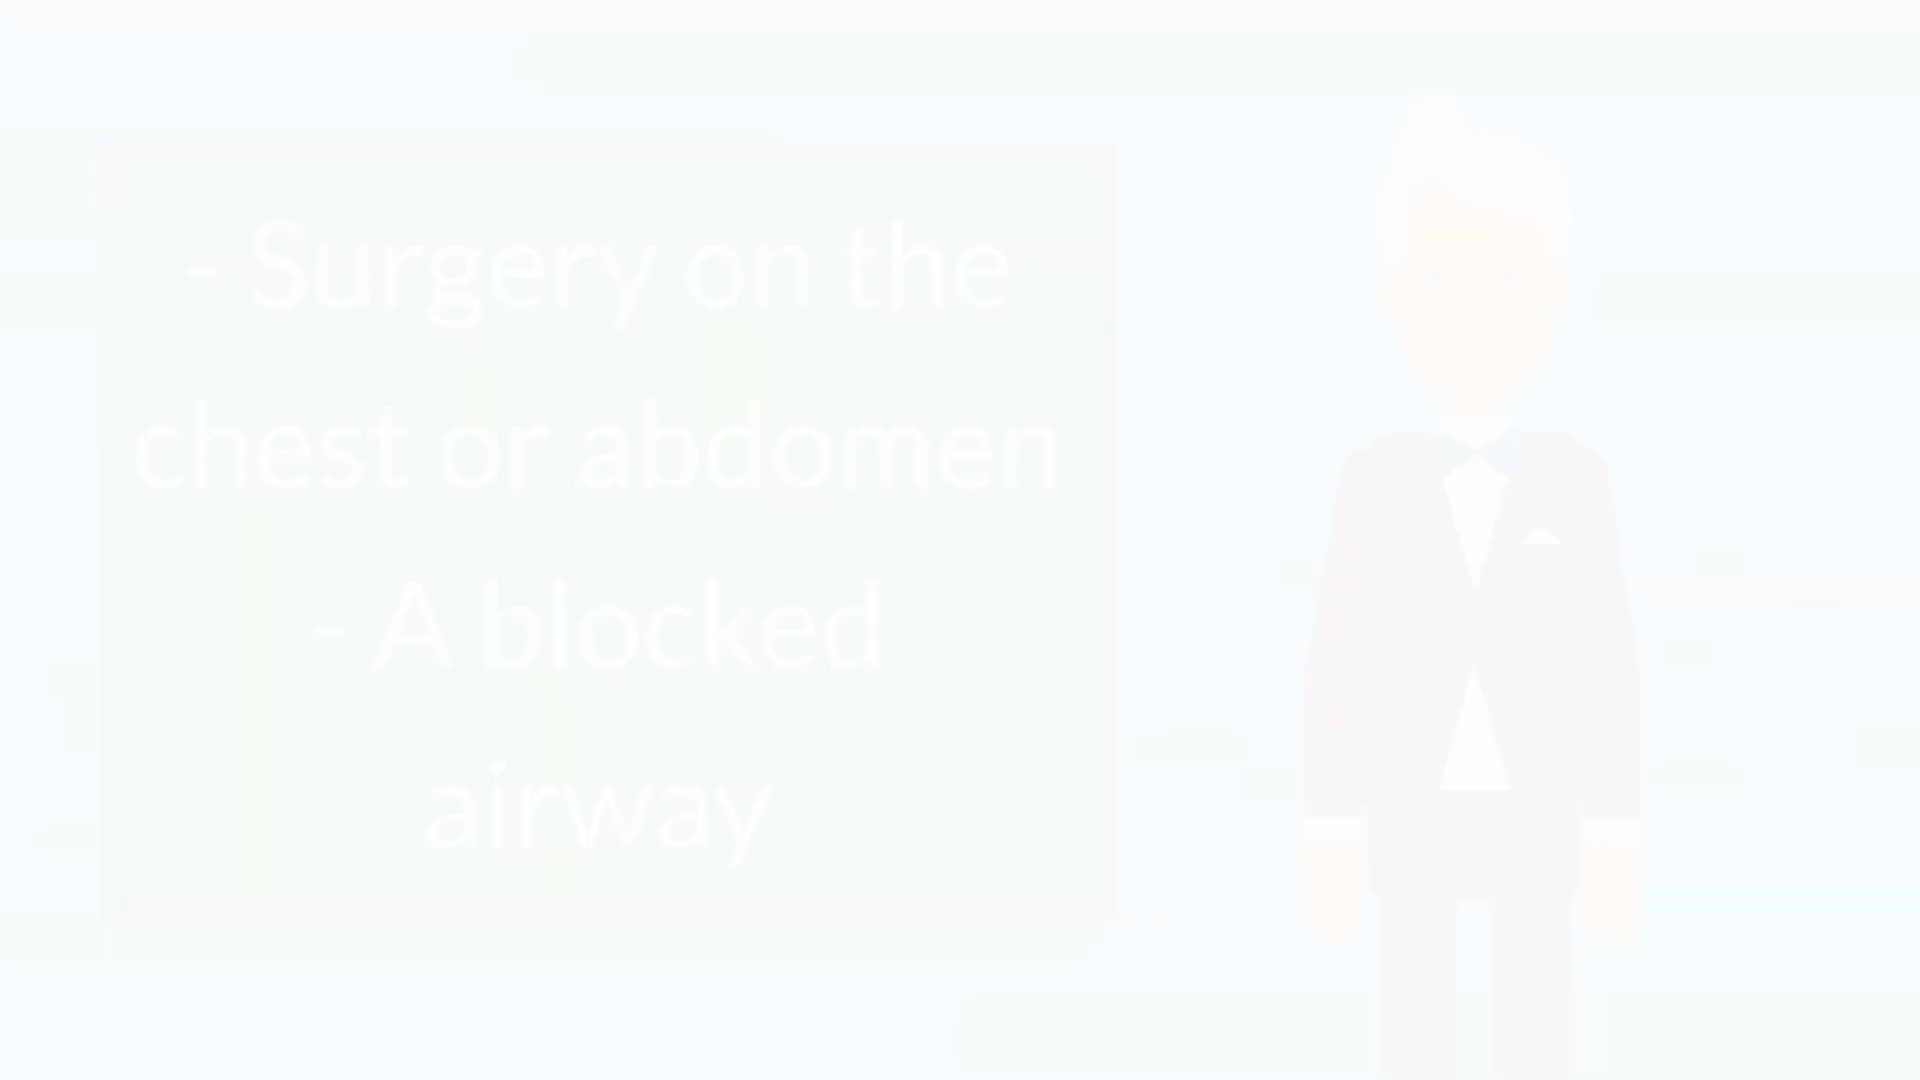 - Surgery on the
chest or abdomen
- A blocked
airway